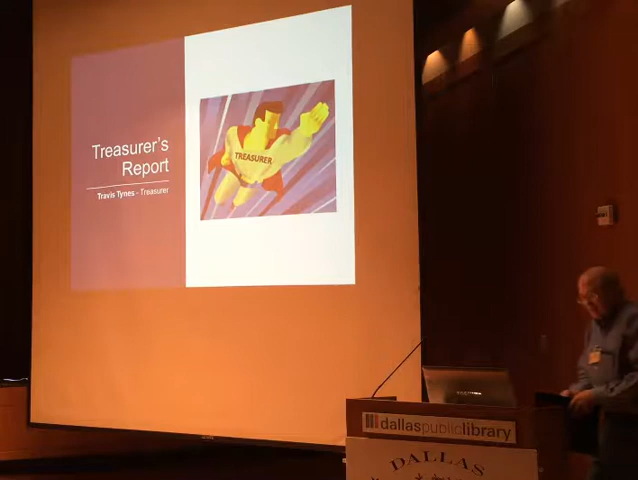 Treasurer's
Report
Travis Tynes - Treasurer
TREASURER
dallaspubliclibrary
DALLAS